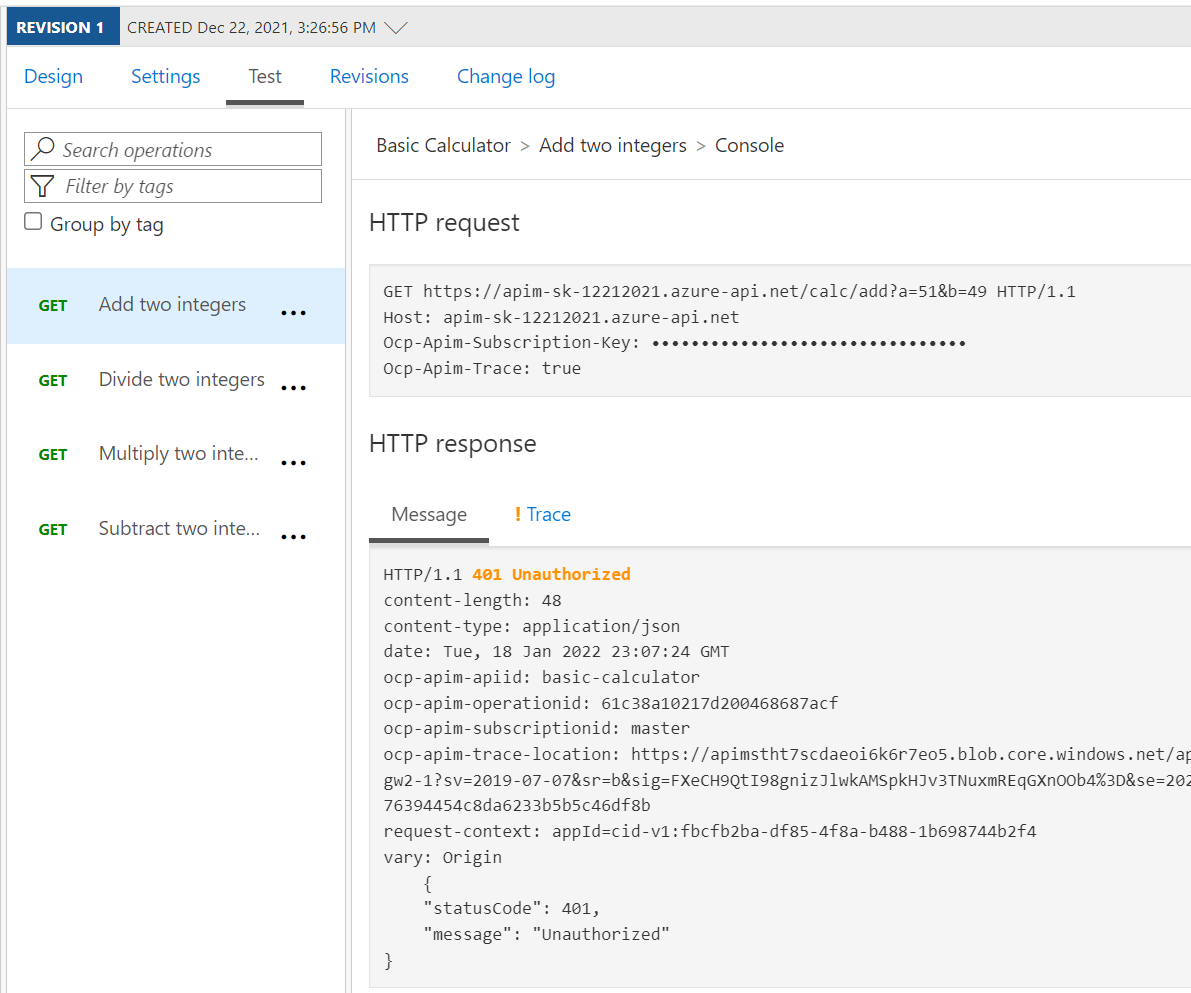 REVISION 1 CREATED Dec 22, 2021, 3:26:56 PM
Design Settings Test Revisions Change log
Search operations
Filter by tags
Group by tag
GET Add two integers ...
GET Divide two integers ...
GET Multiply two inte... ...
GET Subtract two inte... ...
Basic Calculator > Add two integers > Console
HTTP request
GET https://apim-sk-12212021.azure-api.net/calc/add?a=51&b=49 HTTP/1.1
Host: apim-sk-12212021.azure-api.net
Ocp-Apim-Subscription-Key: ••••••••••••••••••••••••••••••••
Ocp-Apim-Trace: true
HTTP response
Message ! Trace
HTTP/1.1 401 Unauthorized
content-length: 48
content-type: application/json
date: Tue, 18 Jan 2022 23:07:24 GMT
ocp-apim-apiid: basic-calculator
ocp-apim-operationid: 61c38a10217d200468687acf
ocp-apim-subscriptionid: master
ocp-apim-trace-location: https://apimstht7scdaeoi6k6r7eo5.blob.core.windows.net/ap
gw2-1?sv=2019-07-07&sr=b&sig=FXeCH9QtI98gnizJlwkAMSpkHJv3TNuxmREqGXnOOb4%3D&se=202
76394454c8da6233b5b5c46df8b
request-context: appId=cid-v1:fbcfb2ba-df85-4f8a-b488-1b698744b2f4
vary: Origin
{
"statusCode": 401,
"message": "Unauthorized"
}